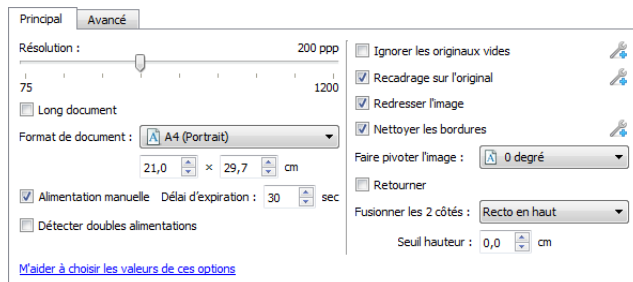 Principal Avancé
Résolution : 200 ppp
75 1200
Long document
Format de document : A4 (Portrait)
21,0 × 29,7 cm
Alimentation manuelle Délai d'expiration : 30 sec
Détecter doubles alimentations
M'aider à choisir les valeurs de ces options
Ignorer les originaux vides
Recadrage sur l'original
Redresser l'image
Nettoyer les bordures
Faire pivoter l'image : 0 degré
Retourner
Fusionner les 2 côtés : Recto en haut
Seuil hauteur : 0,0 cm